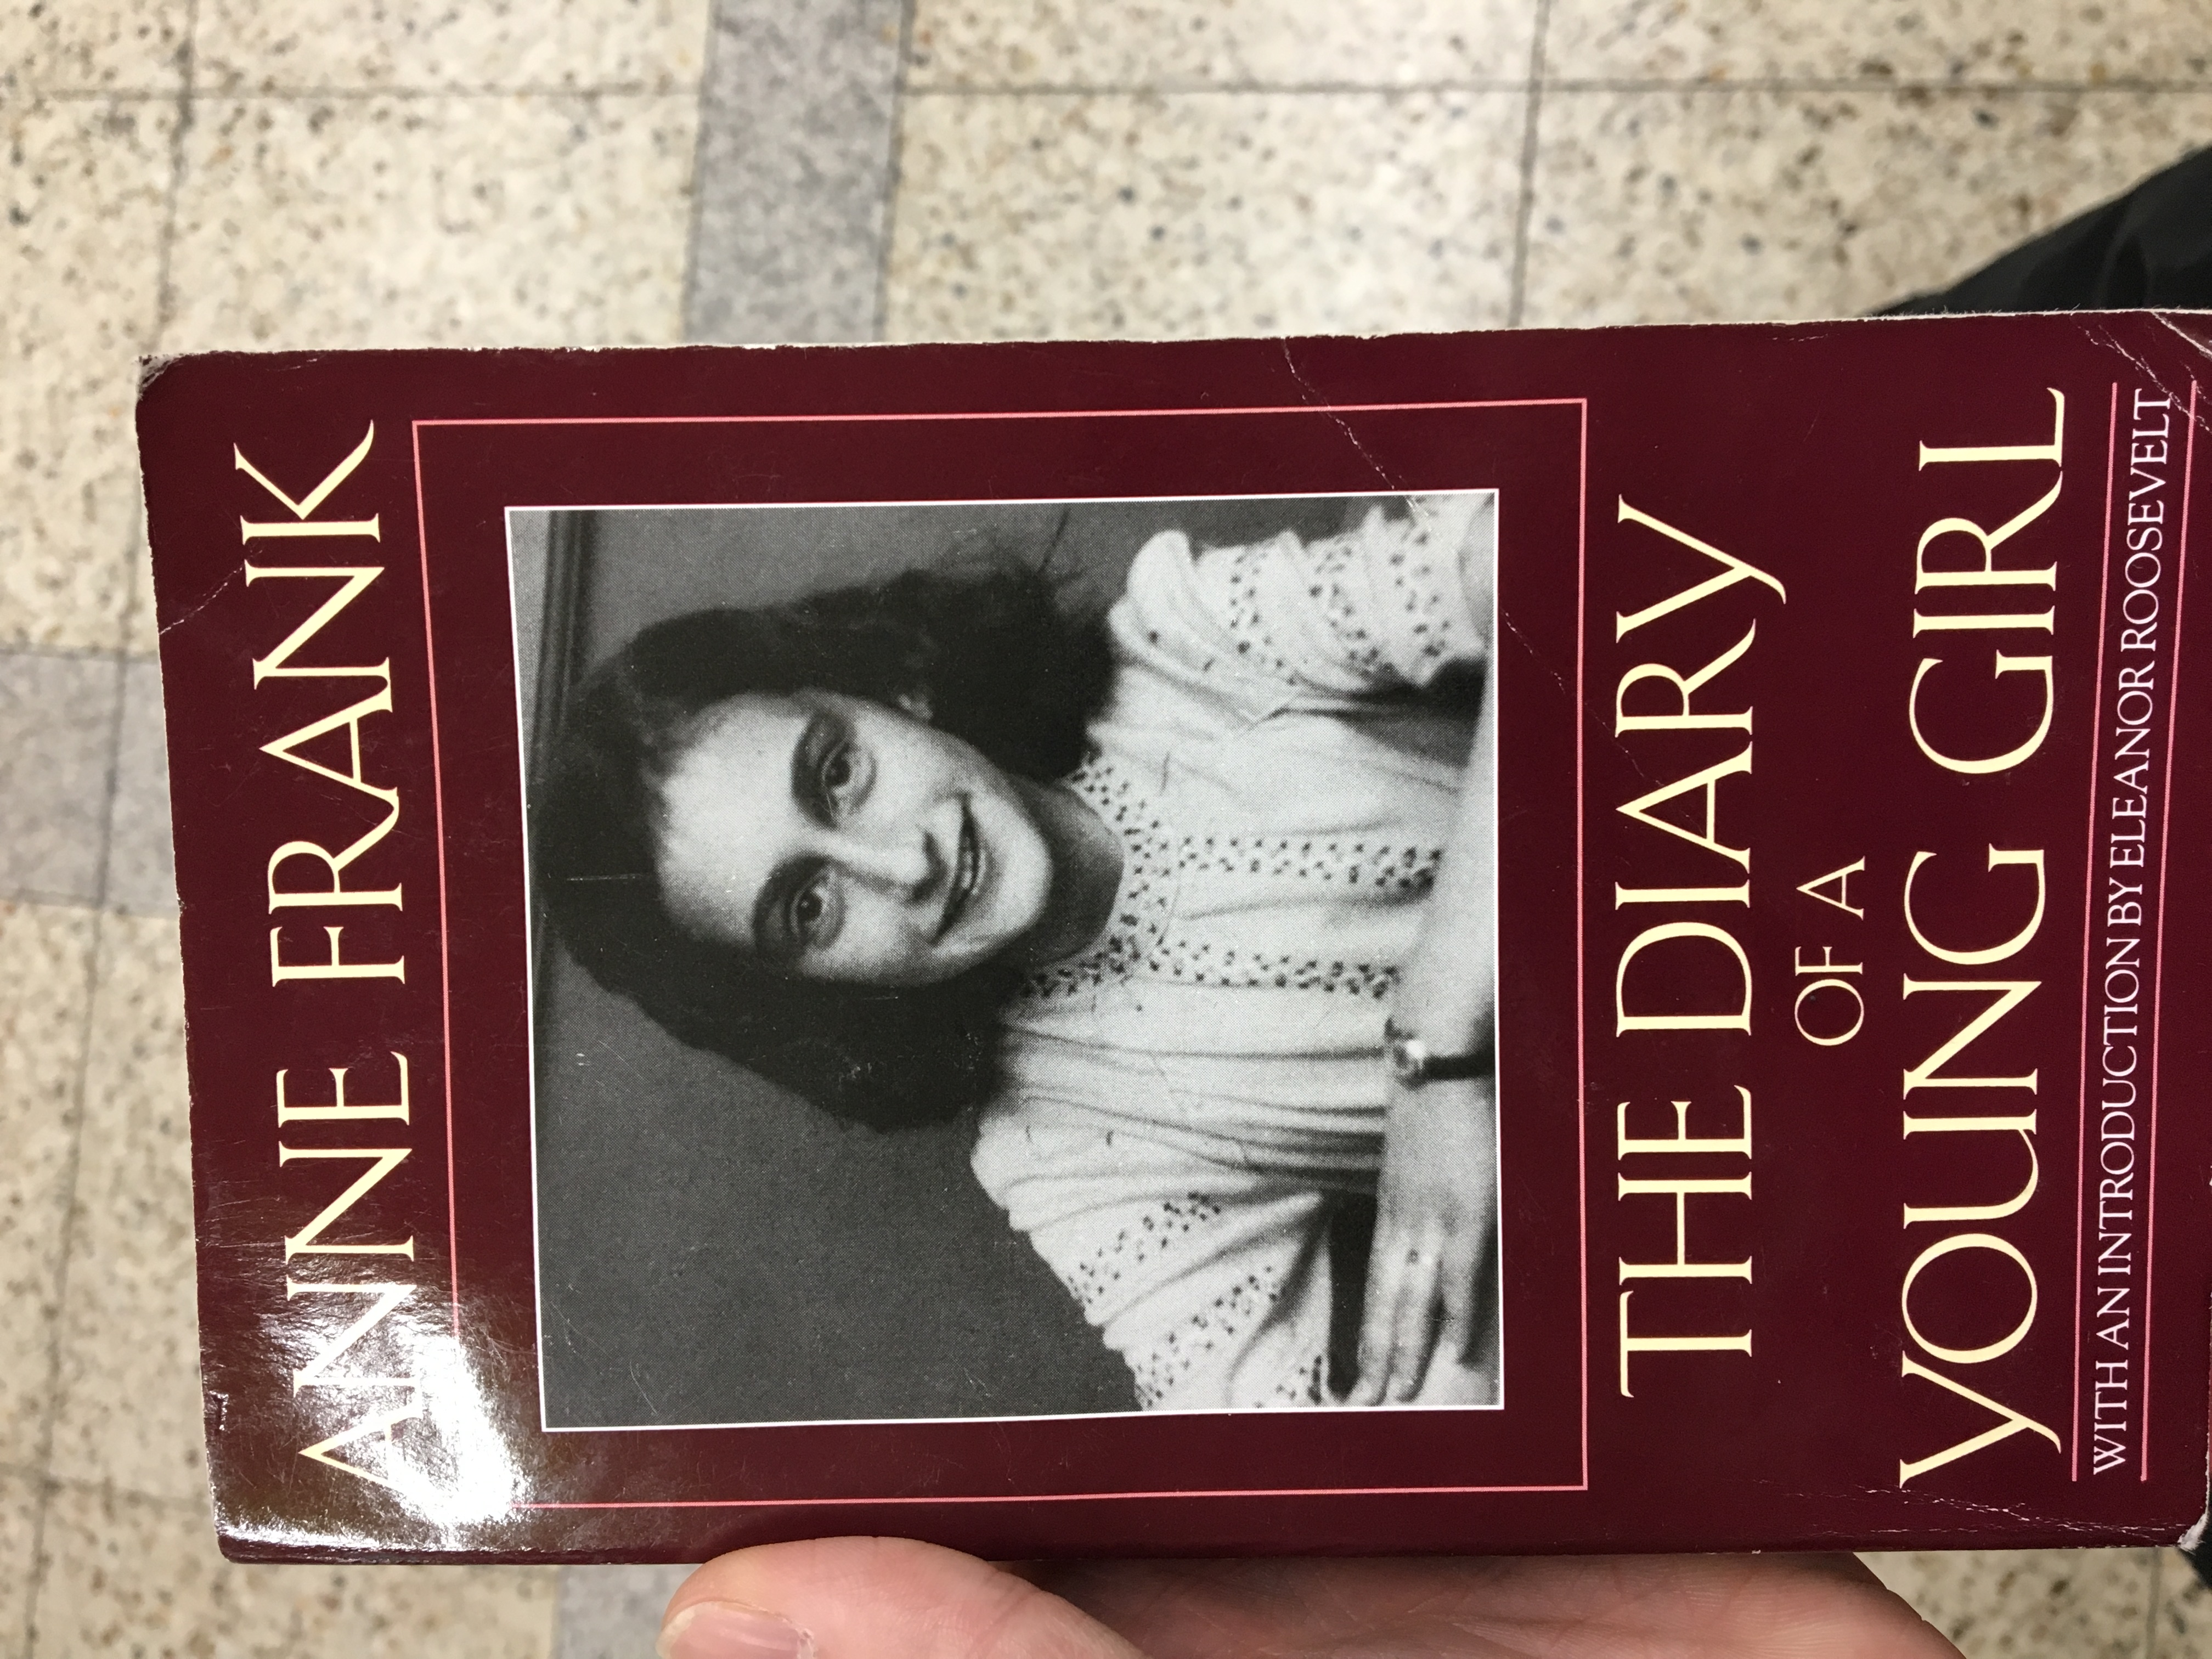 ANNE FRANK
THE DIARY
OF A
YOUNG GIRL
WITH AN INTRODUCTION BY ELEANOR ROOSEVELT